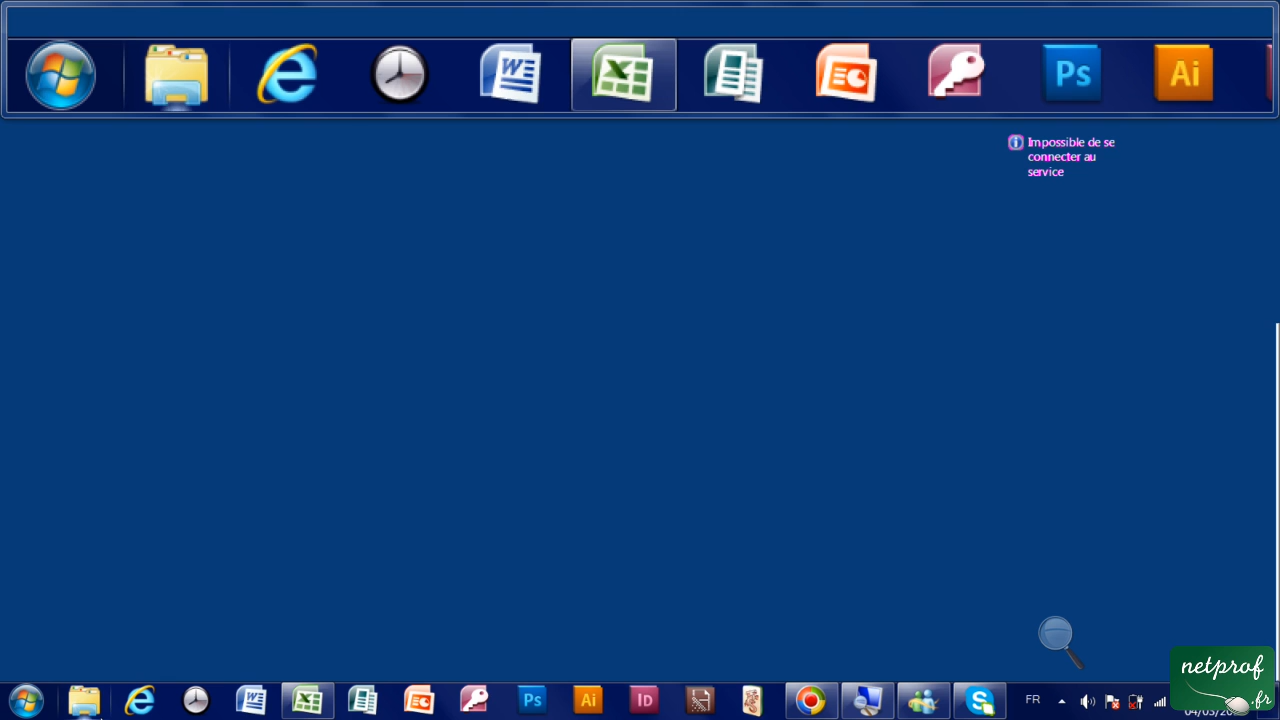 Ps
Ai
Impossible de se
connecter au
service
Ps
Ai
ID
FR
netprof
.fr